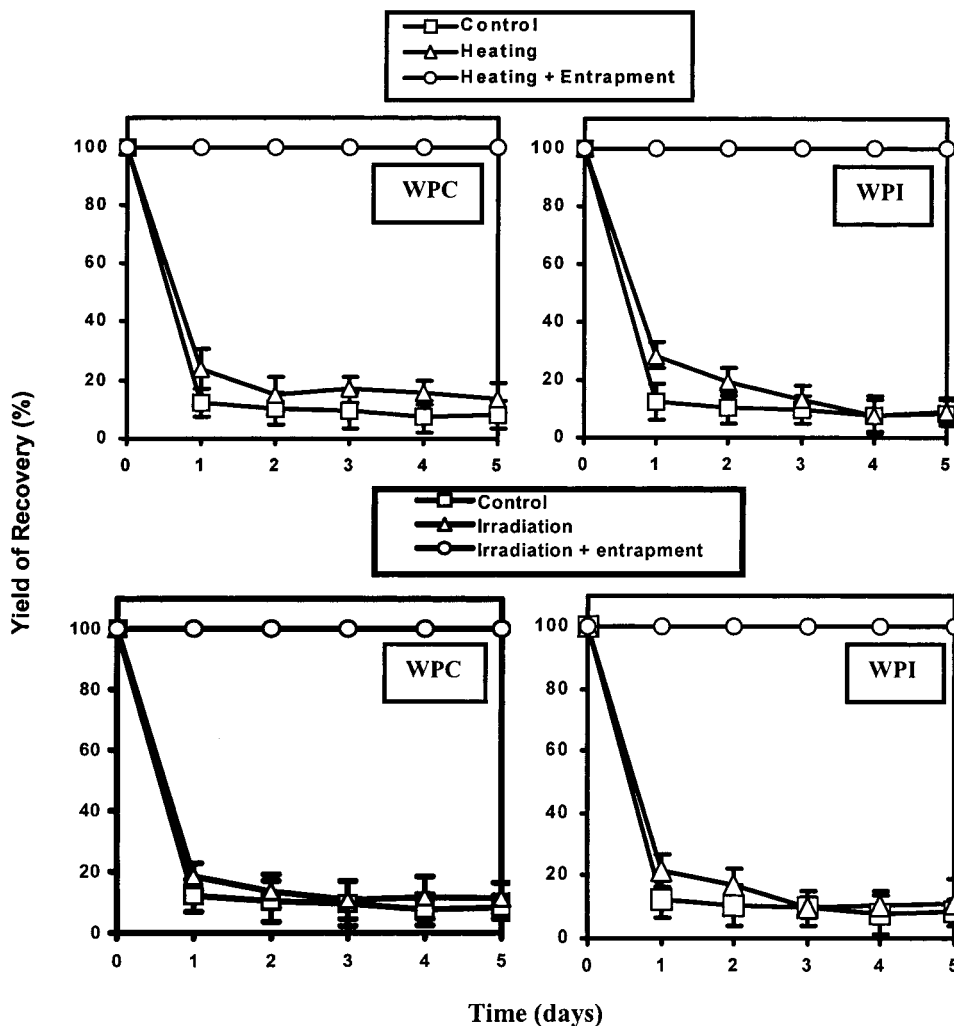 Control
Heating
Heating + Entrapment
Yield of Recovery (%)
100
80
60
40
20
0
WPC
0 1 2 3 4 5
100
80
60
40
20
0
WPI
0 1 2 3 4 5
Control
Irradiation
Irradiation + entrapment
100
80
60
40
20
0
WPC
0 1 2 3 4 5
100
80
60
40
20
0
WPI
0 1 2 3 4 5
Time (days)